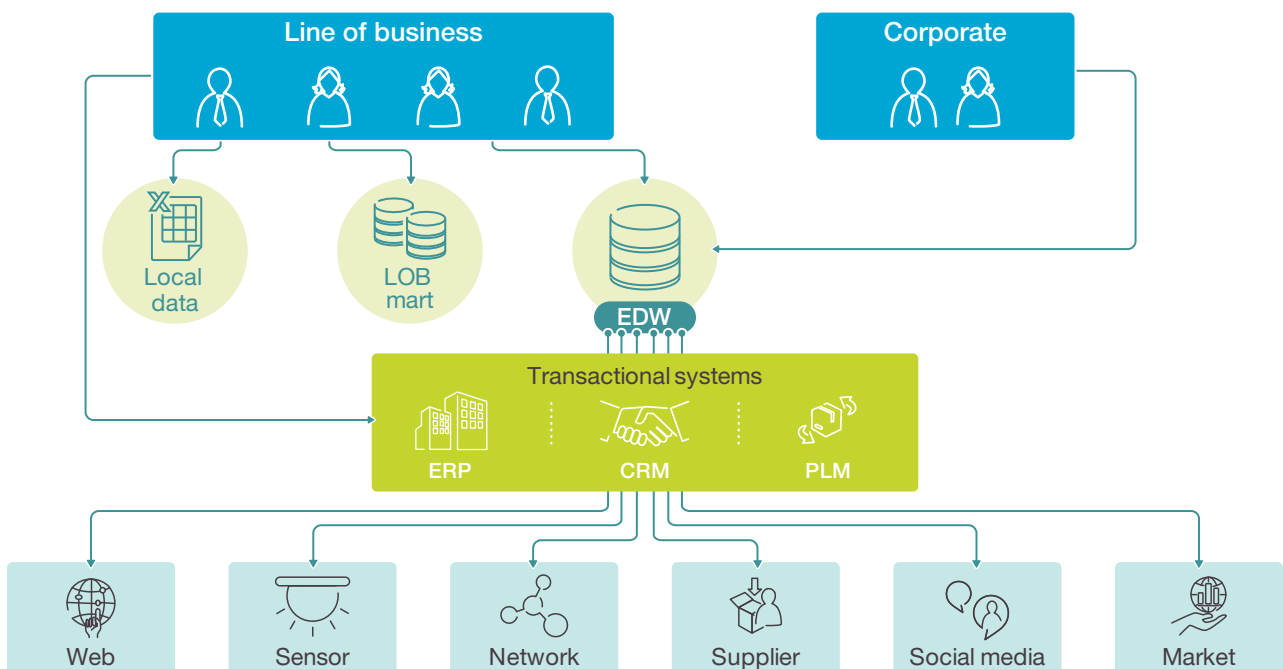 Line of business
Corporate
X
Local
data
LOB
mart
EDW
Transactional systems
ERP
CRM
PLM
Web
Sensor
Network
Supplier
Social media
Market